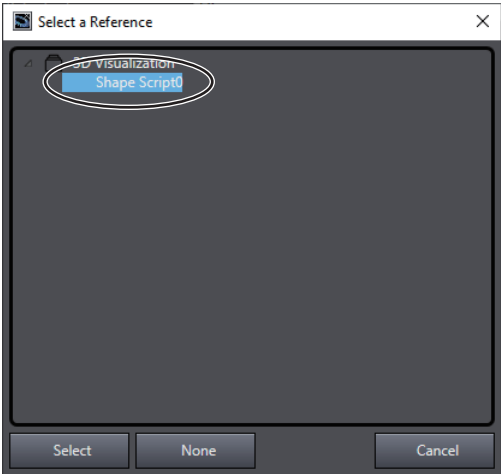 Select a Reference
3D Visualization
Shape Script0
Select
None
Cancel